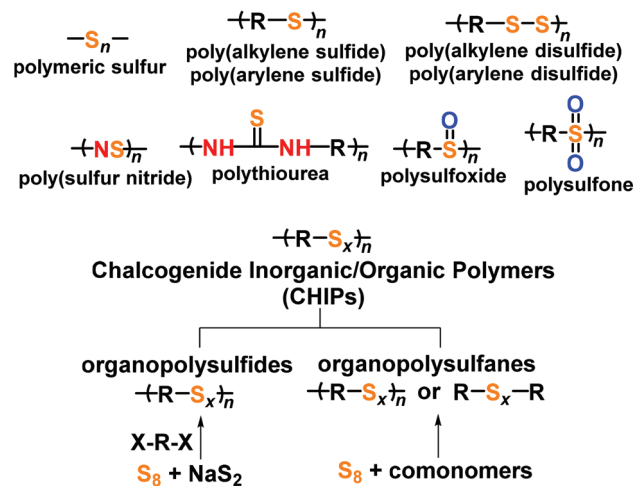 –Sn–
polymeric sulfur
(R–S)n
poly(alkylene sulfide)
poly(arylene sulfide)
(R–S–S)n
poly(alkylene disulfide)
poly(arylene disulfide)
(NS)n
poly(sulfur nitride)
S
(NH NH–R)n
polythiourea
O
(R–S)n
polysulfoxide
O
(R–S)n
O
polysulfone
(R–Sx)n
Chalcogenide Inorganic/Organic Polymers
(CHIPs)
organopolysulfides
(R–Sx)n
X-R-X
S8 + NaS2
organopolysulfanes
(R–Sx)n or R–Sx–R
S8 + comonomers